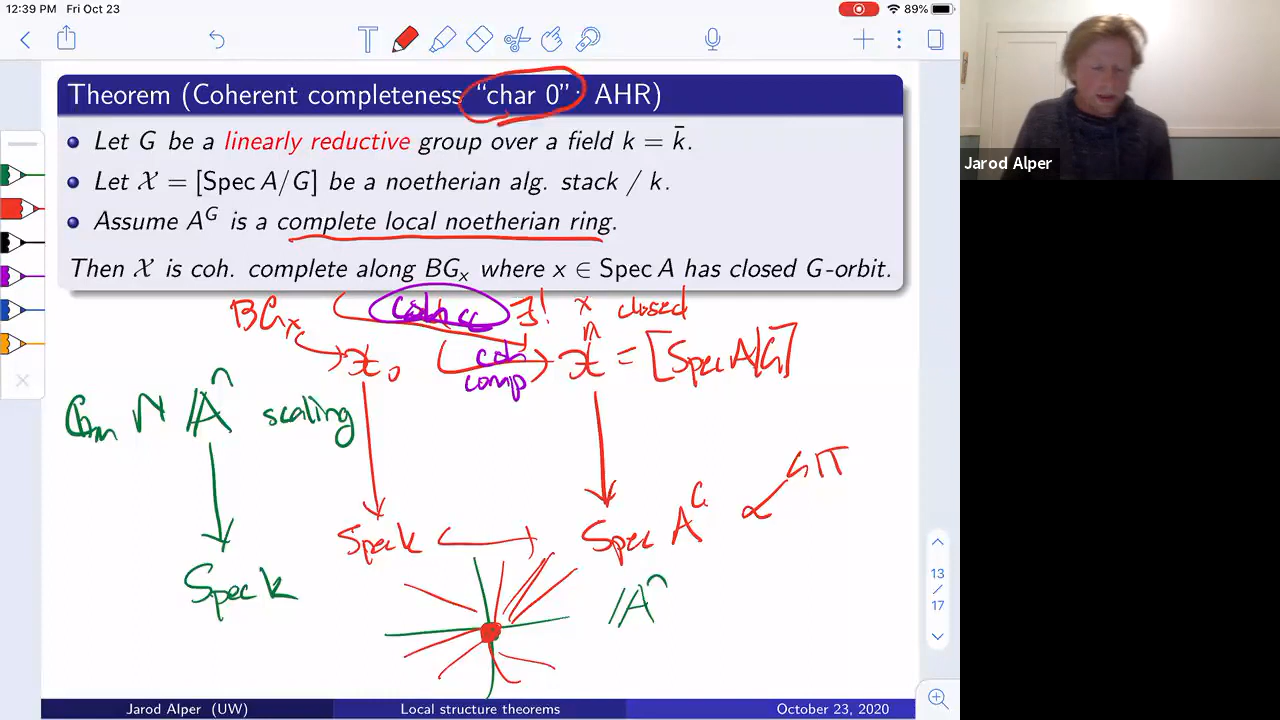 12:39 PM Fri Oct 23
89%
Theorem (Coherent completeness "char 0": AHR)
Let G be a linearly reductive group over a field k = k̄.
Let 𝒳 = [Spec A/G] be a noetherian alg. stack / k.
Assume A^G is a complete local noetherian ring.
Then 𝒳 is coh. complete along BG_x where x ∈ Spec A has closed G-orbit.
BG_x ∃! x closed
𝒳_0 coh comp 𝒳 = [Spec A/G]
G_m 𝔸^n scaling
GIT
Spec k Spec A^G
Spec k 𝔸^n
13
/
17
Jarod Alper (UW) Local structure theorems October 23, 2020
Jarod Alper